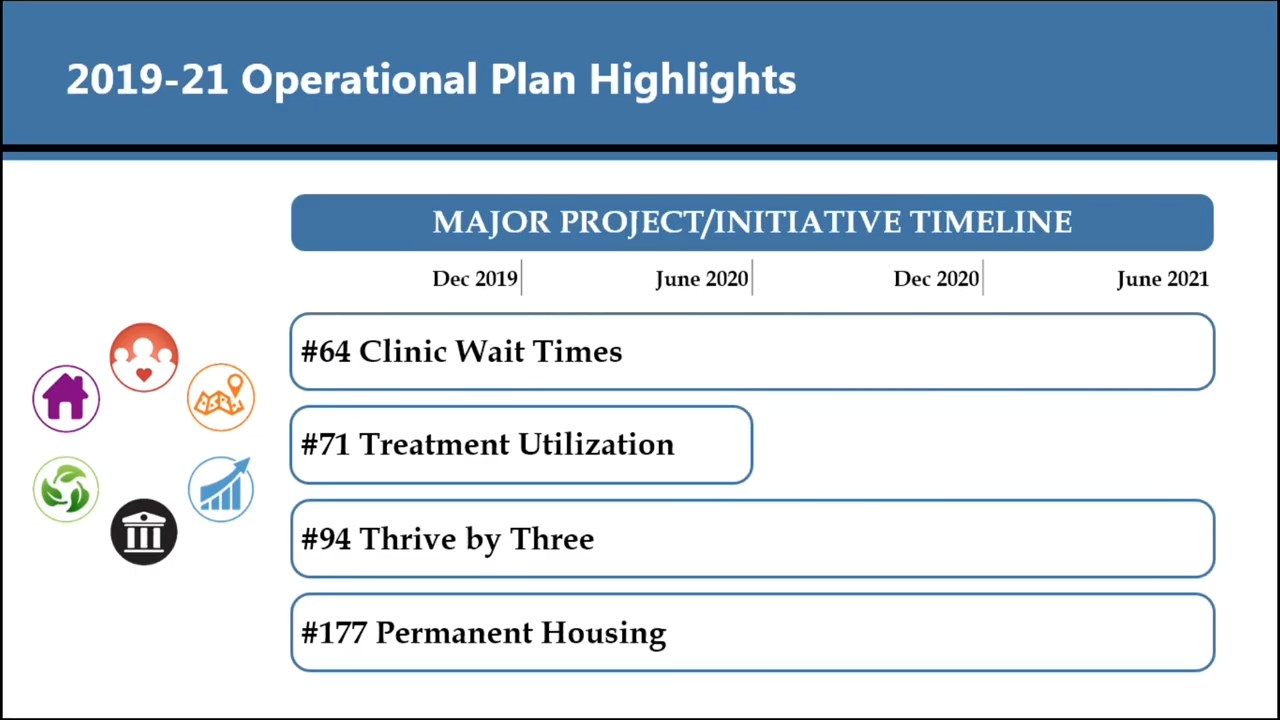 2019-21 Operational Plan Highlights
MAJOR PROJECT/INITIATIVE TIMELINE
Dec 2019 June 2020 Dec 2020 June 2021
#64 Clinic Wait Times
#71 Treatment Utilization
#94 Thrive by Three
#177 Permanent Housing